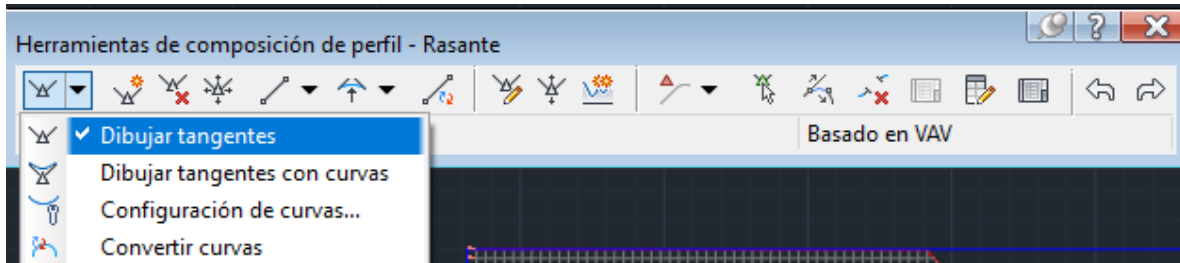 Herramientas de composición de perfil - Rasante
Dibujar tangentes
Basado en VAV
Dibujar tangentes con curvas
Configuración de curvas...
Convertir curvas